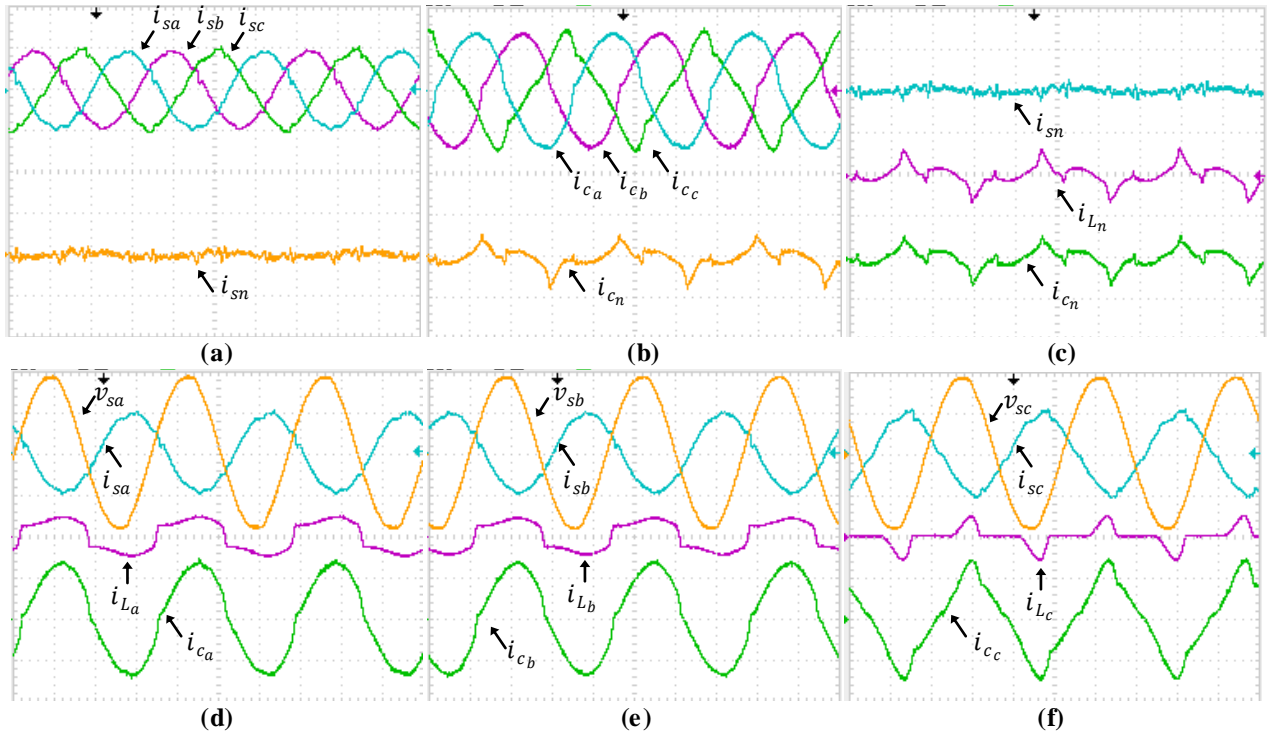 i_sa i_sb i_sc
i_sn
(a)
i_ca i_cb i_cc
i_cn
(b)
i_sn
i_Ln
i_cn
(c)
v_sa
i_sa
i_La
i_ca
(d)
v_sb
i_sb
i_Lb
i_cb
(e)
v_sc
i_sc
i_Lc
i_cc
(f)